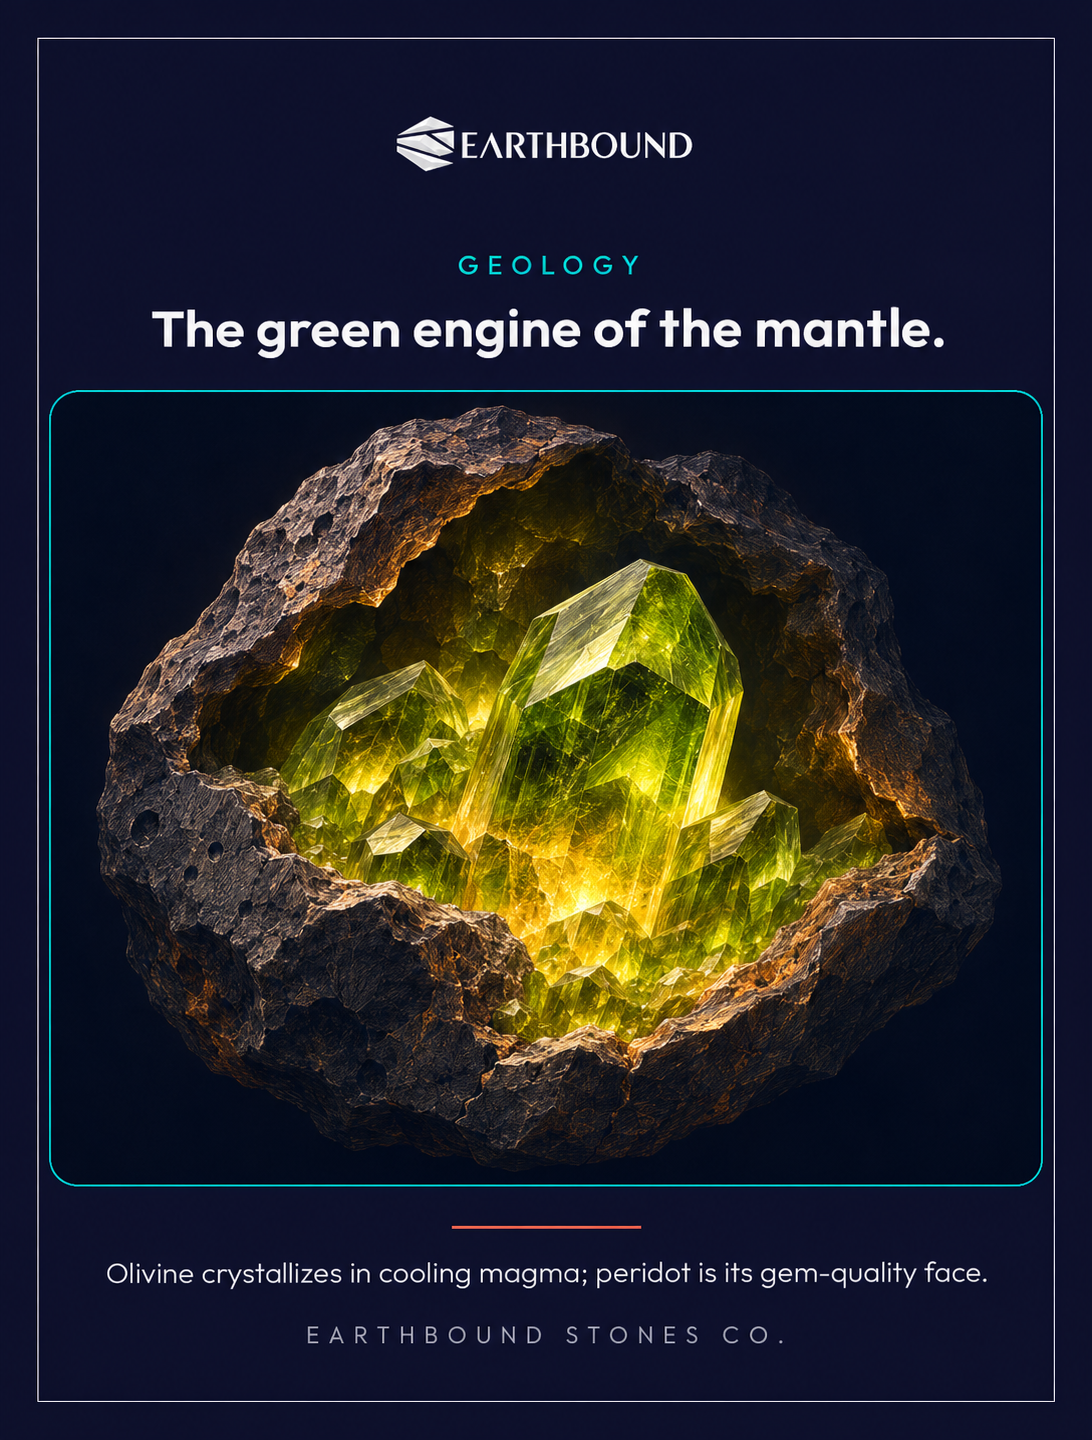 EARTHBOUND
GEOLOGY
The green engine of the mantle.
Olivine crystallizes in cooling magma; peridot is its gem-quality face.
EARTHBOUND STONES CO.